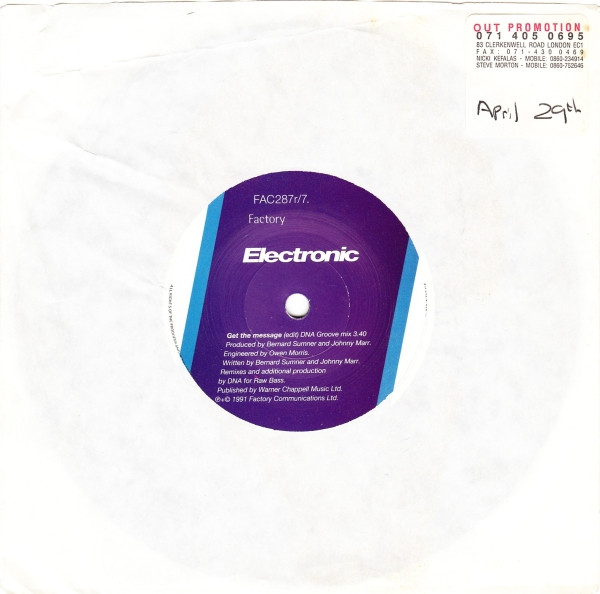 OUT PROMOTION
071 405 0695
83 CLERKENWELL ROAD LONDON EC1
FAX: 071-430 0469
NICKI KEFALAS - MOBILE: 0860-234914
STEVE MORTON - MOBILE: 0860-752646
April 29th
FAC287r/7.
Factory
Electronic
Get the message (edit) DNA Groove mix 3.40
Produced by Bernard Sumner and Johnny Marr.
Engineered by Owen Morris.
Written by Bernard Sumner and Johnny Marr.
Remixes and additional production
by DNA for Raw Bass.
Published by Warner Chappell Music Ltd.
℗+© 1991 Factory Communications Ltd.